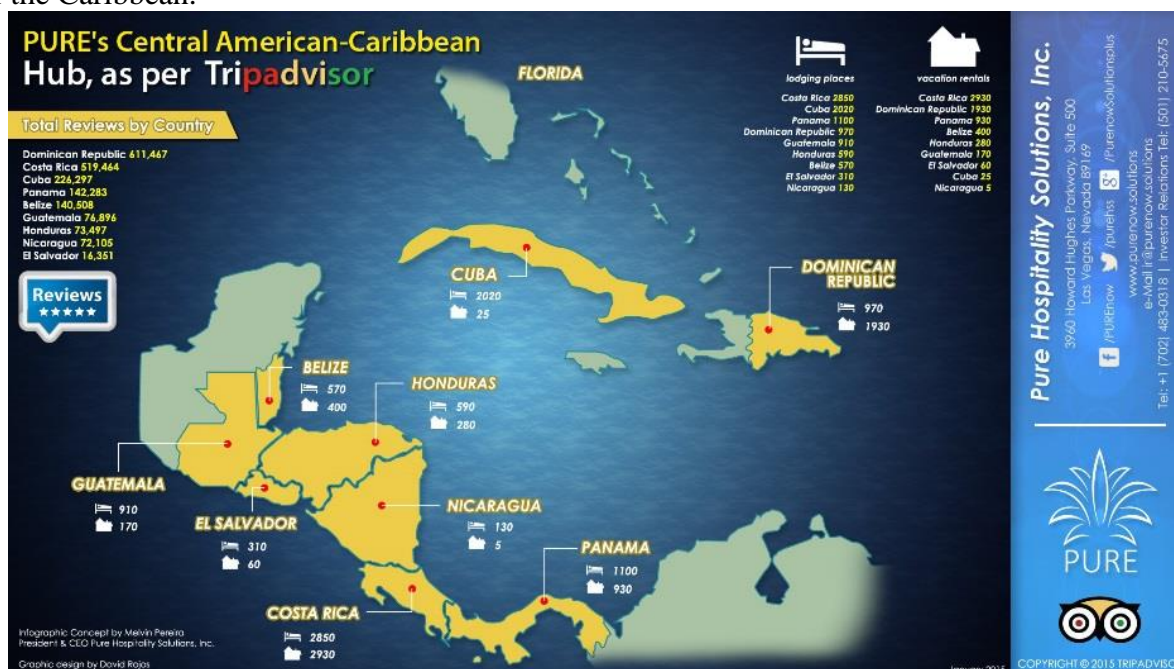 the Caribbean.
PURE's Central American-Caribbean
Hub, as per Tripadvisor
Total Reviews by Country
Dominican Republic 611,467
Costa Rica 519,464
Cuba 226,297
Panama 142,283
Belize 140,508
Guatemala 76,896
Honduras 73,497
Nicaragua 72,105
El Salvador 16,351
Reviews
FLORIDA
lodging places
Costa Rica 2850
Cuba 2020
Panama 1100
Dominican Republic 970
Guatemala 910
Honduras 590
Belize 570
El Salvador 310
Nicaragua 130
vacation rentals
Costa Rica 2930
Dominican Republic 1930
Panama 930
Belize 400
Honduras 280
Guatemala 170
El Salvador 60
Cuba 25
Nicaragua 5
CUBA
2020
25
DOMINICAN
REPUBLIC
970
1930
BELIZE
570
400
HONDURAS
590
280
GUATEMALA
910
170
EL SALVADOR
310
60
NICARAGUA
130
5
PANAMA
1100
930
COSTA RICA
2850
2930
Infographic Concept by Melvin Pereira
President & CEO Pure Hospitality Solutions, Inc.
Graphic design by David Rojas
January 2015
Pure Hospitality Solutions, Inc.
3960 Howard Hughes Parkway, Suite 500
Las Vegas, Nevada 89169
f /PUREnow /purehss g+ /PurenowSolutionsplus
www.purenow.solutions
e-Mail ir@purenow.solutions
Tel: +1 (702) 483-0318 | Investor Relations Tel: (501) 210-5675
PURE
COPYRIGHT © 2015 TRIPADVIS